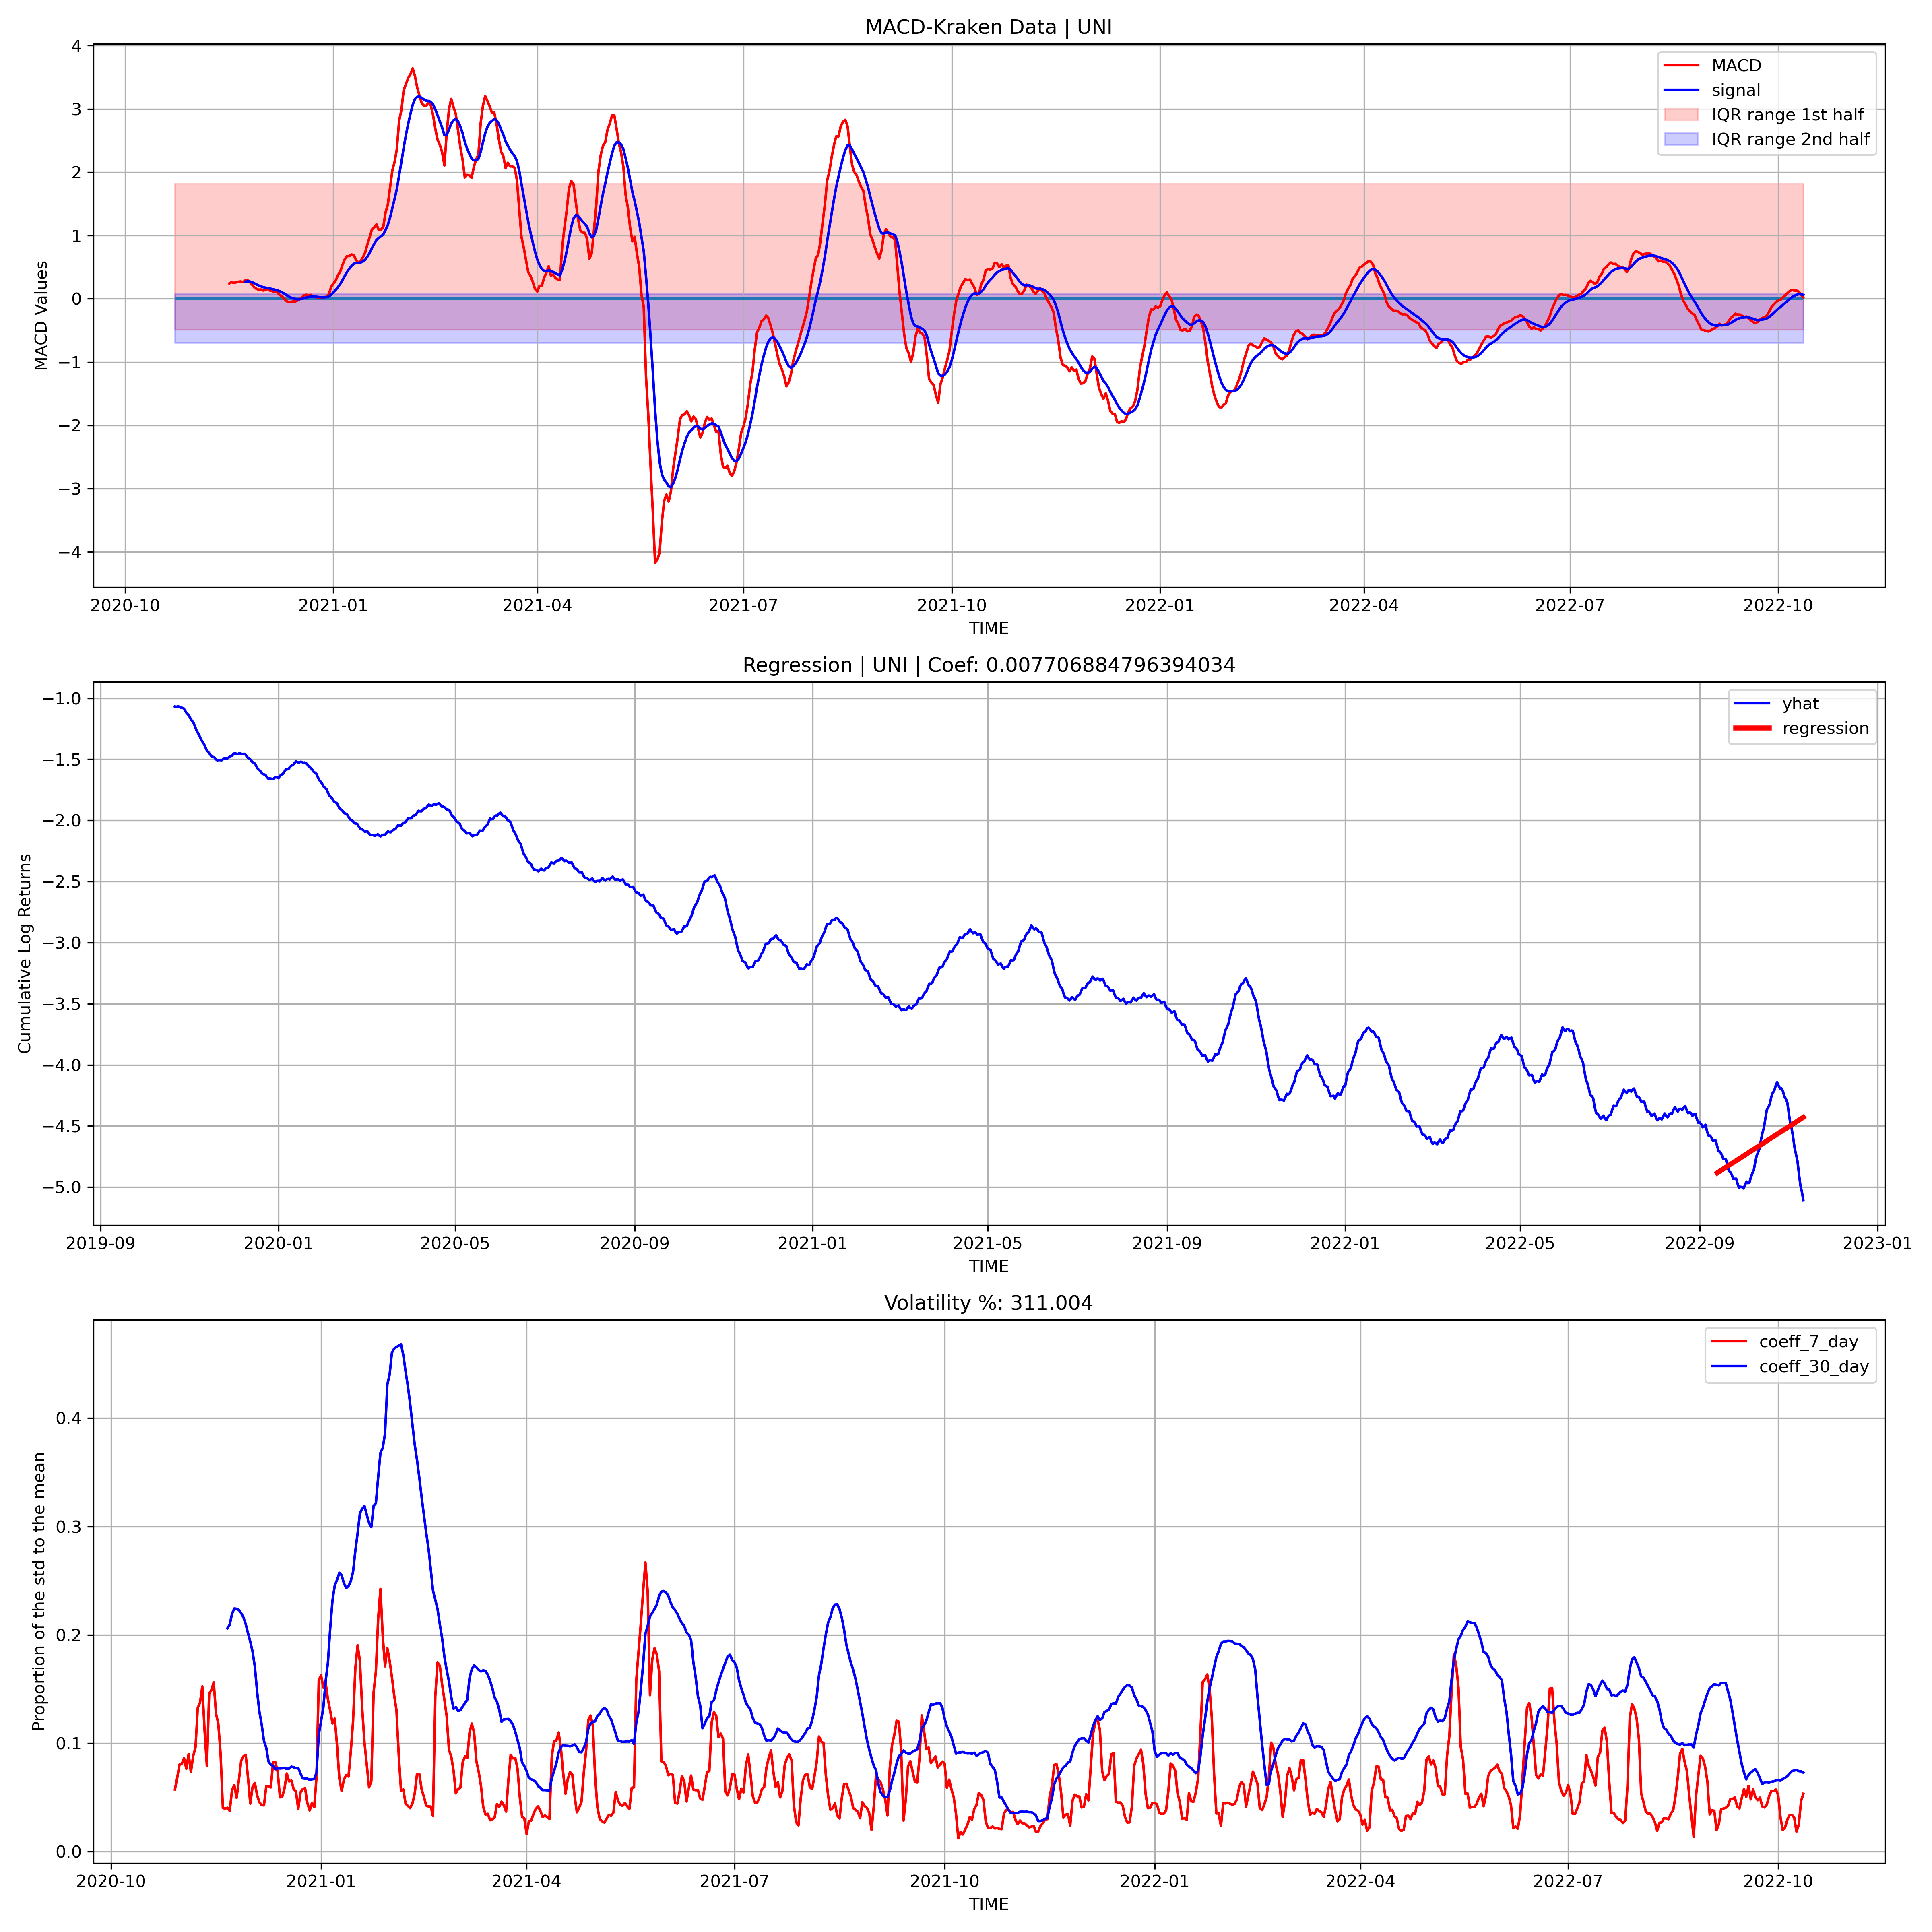 MACD-Kraken Data | UNI
MACD
signal
IQR range 1st half
IQR range 2nd half
MACD Values
4
3
2
1
0
−1
−2
−3
−4
2020-10 2021-01 2021-04 2021-07 2021-10 2022-01 2022-04 2022-07 2022-10
TIME
Regression | UNI | Coef: 0.007706884796394034
yhat
regression
Cumulative Log Returns
−1.0
−1.5
−2.0
−2.5
−3.0
−3.5
−4.0
−4.5
−5.0
2019-09 2020-01 2020-05 2020-09 2021-01 2021-05 2021-09 2022-01 2022-05 2022-09 2023-01
TIME
Volatility %: 311.004
coeff_7_day
coeff_30_day
Proportion of the std to the mean
0.4
0.3
0.2
0.1
0.0
2020-10 2021-01 2021-04 2021-07 2021-10 2022-01 2022-04 2022-07 2022-10
TIME